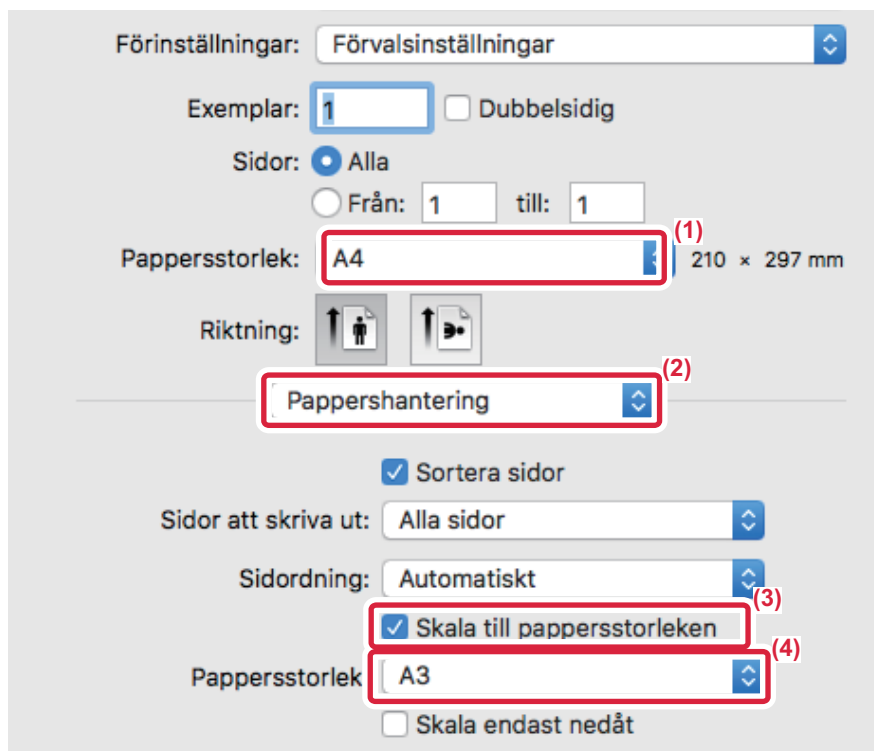 Förinställningar: Förvalsinställningar
Exemplar: 1 Dubbelsidig
Sidor: Alla
Från: 1 till: 1
(1)
Pappersstorlek: A4 210 × 297 mm
Riktning:
(2)
Pappershantering
Sortera sidor
Sidor att skriva ut: Alla sidor
Sidordning: Automatiskt
(3)
Skala till pappersstorleken
(4)
Pappersstorlek A3
Skala endast nedåt